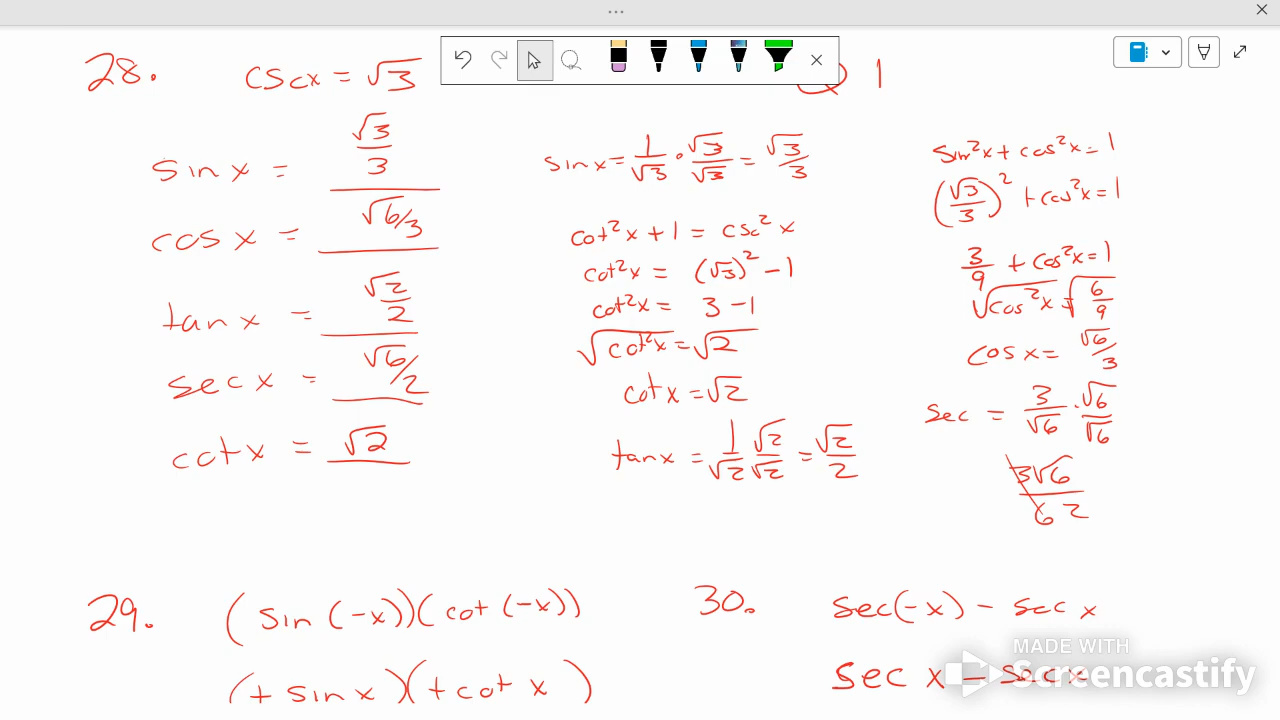 28. csc x = √3 Q 1
sin x = √3/3
cos x = √6/3
tan x = √2/2
sec x = √6/2
cot x = √2
sin x = 1/√3 · √3/√3 = √3/3
cot²x + 1 = csc²x
cot²x = (√3)² − 1
cot²x = 3 − 1
√cot²x = √2
cot x = √2
tan x = 1/√2 √2/√2 = √2/2
sin²x + cos²x = 1
(√3/3)² + cos²x = 1
3/9 + cos²x = 1
√cos²x = √6/9
cos x = √6/3
sec = 3/√6 · √6/√6
3√6/6 2
29. (sin(−x))(cot(−x))
(+ sin x)(+ cot x)
30. sec(−x) − sec x
sec x − sec x
MADE WITH
Screencastify